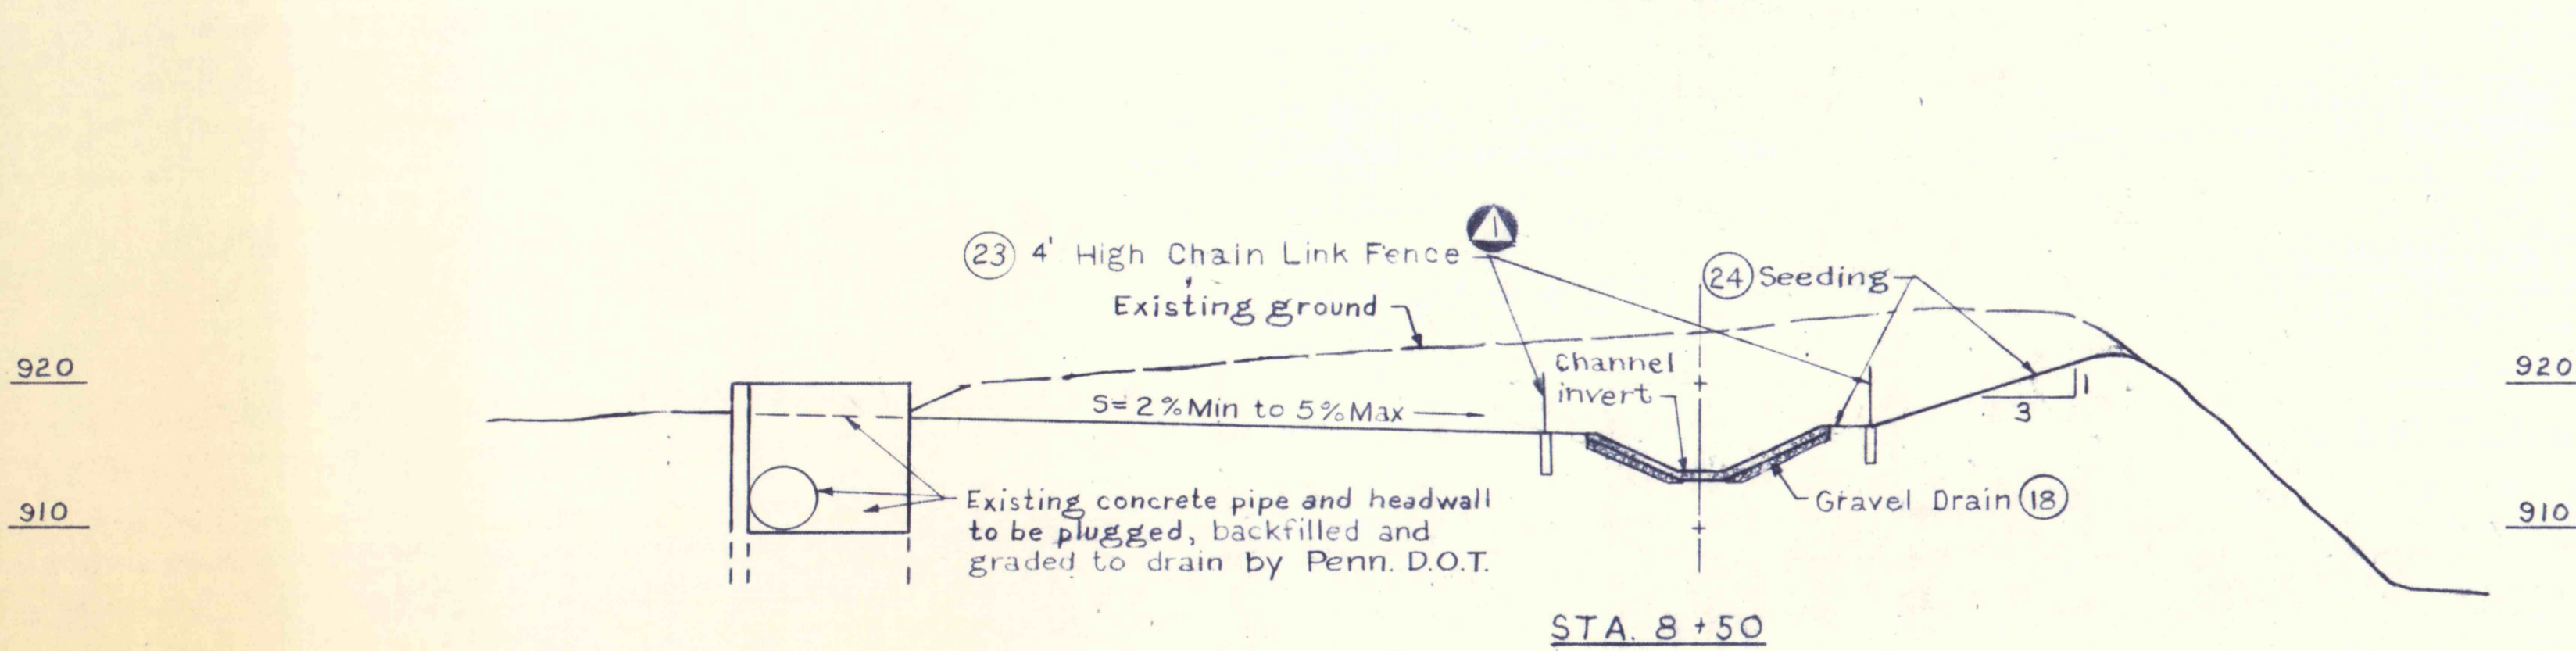 1
23 4' High Chain Link Fence
24 Seeding
Existing ground
920
Channel
invert
920
S= 2% Min to 5% Max
1
3
910
Existing concrete pipe and headwall
to be plugged, backfilled and
graded to drain by Penn. D.O.T.
Gravel Drain 18
910
STA. 8+50